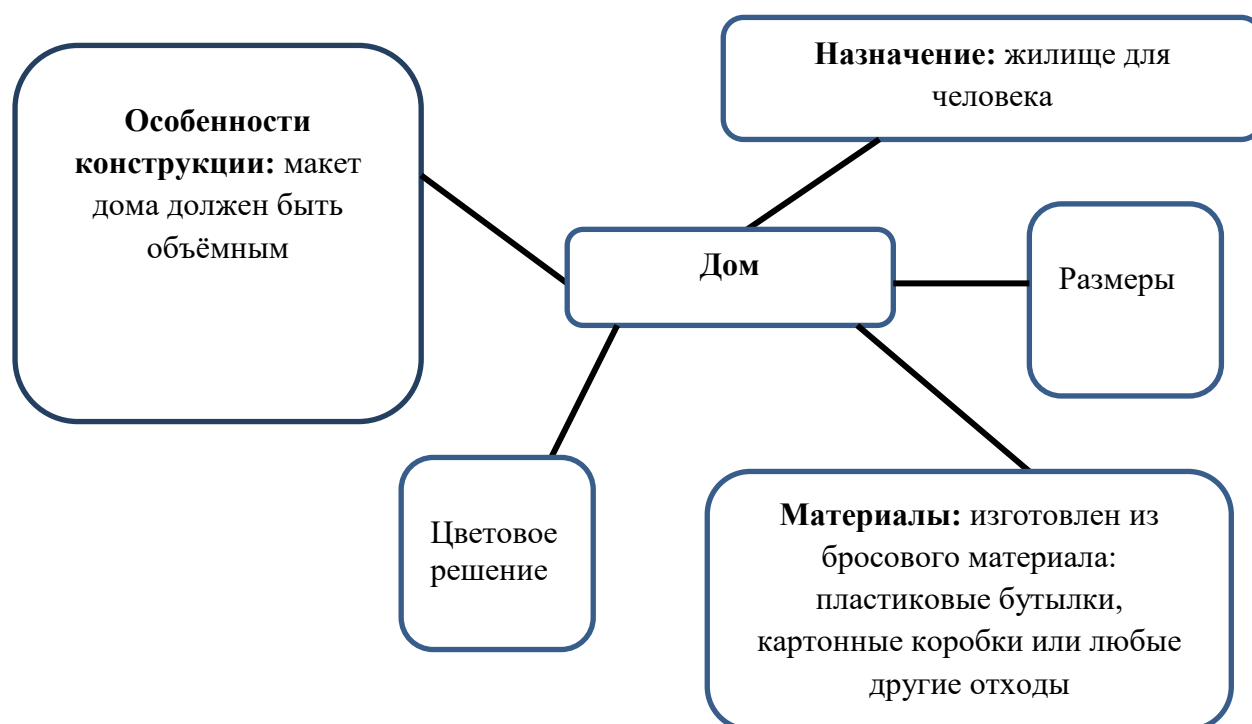 Назначение: жилище для
человека
Особенности
конструкции: макет
дома должен быть
объёмным
Дом
Размеры
Цветовое
решение
Материалы: изготовлен из
бросового материала:
пластиковые бутылки,
картонные коробки или любые
другие отходы